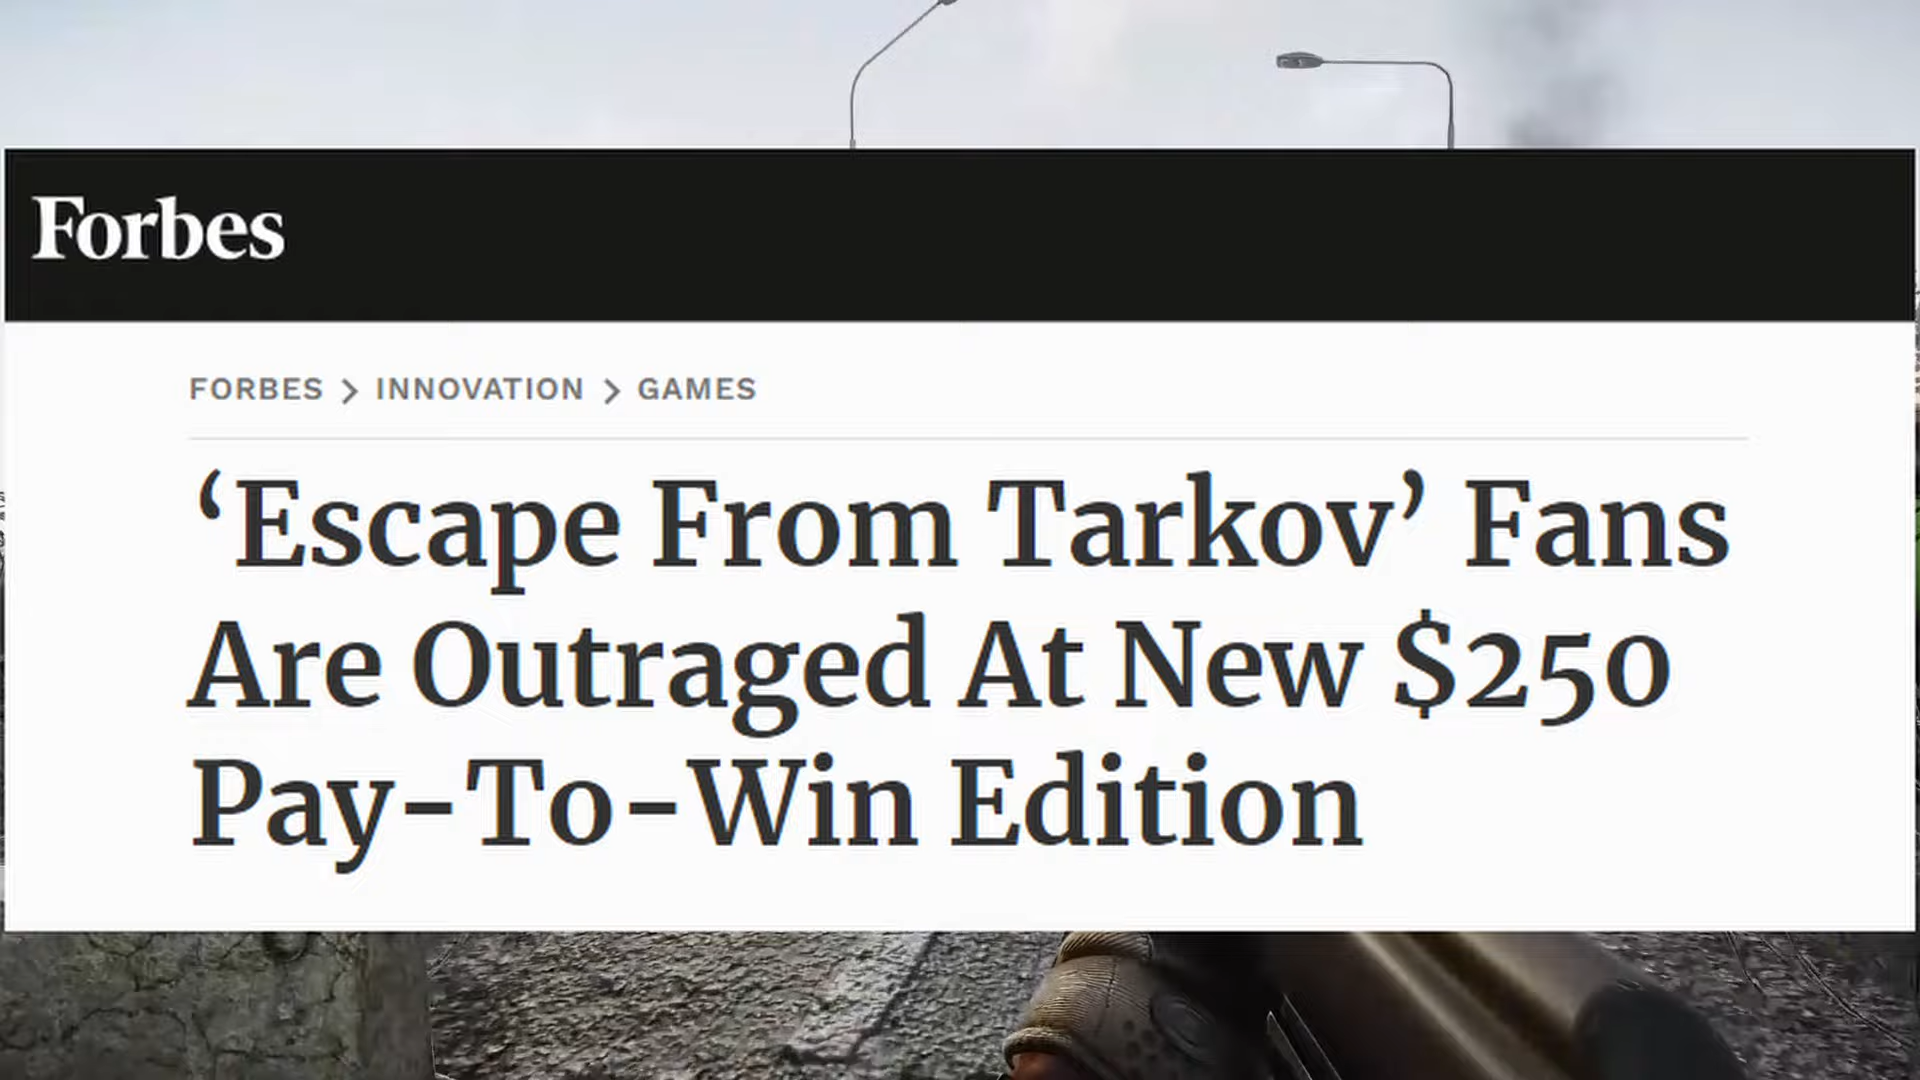 Forbes
FORBES > INNOVATION > GAMES
‘Escape From Tarkov’ Fans
Are Outraged At New $250
Pay-To-Win Edition